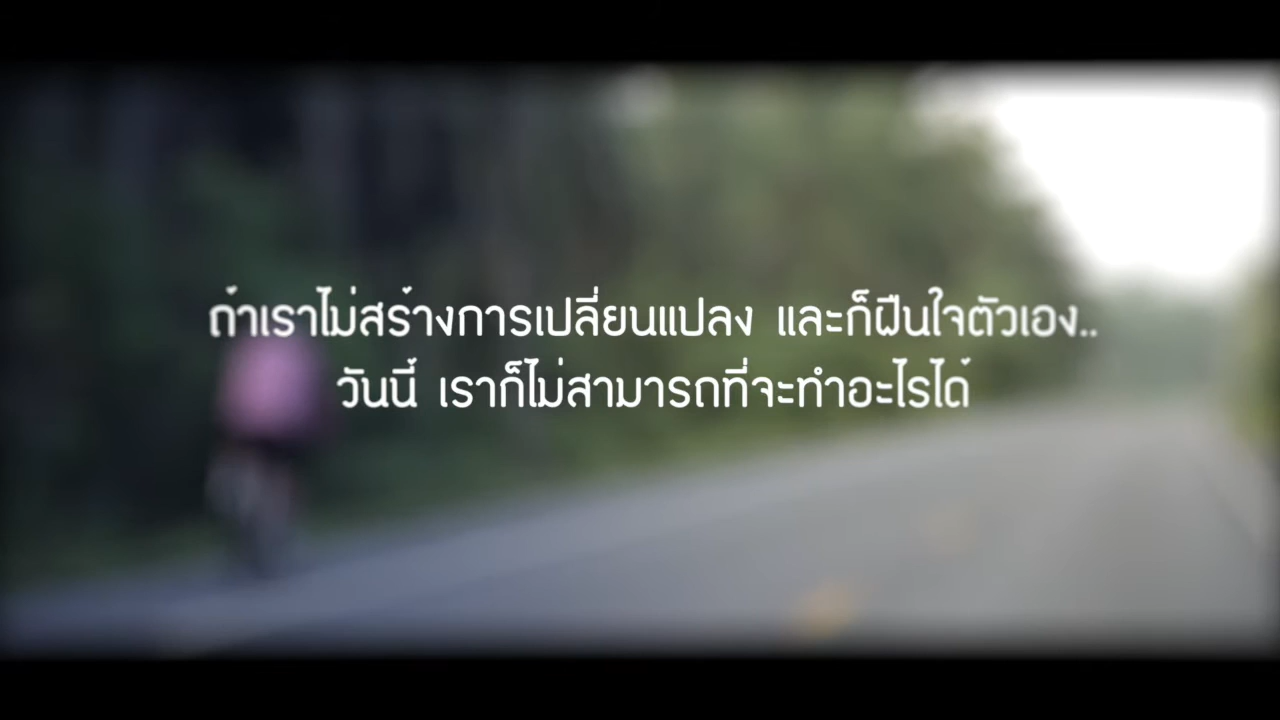 ถ้าเราไม่สร้างการเปลี่ยนแปลง และก็ฝืนใจตัวเอง..
วันนี้ เราก็ไม่สามารถที่จะทำอะไรได้